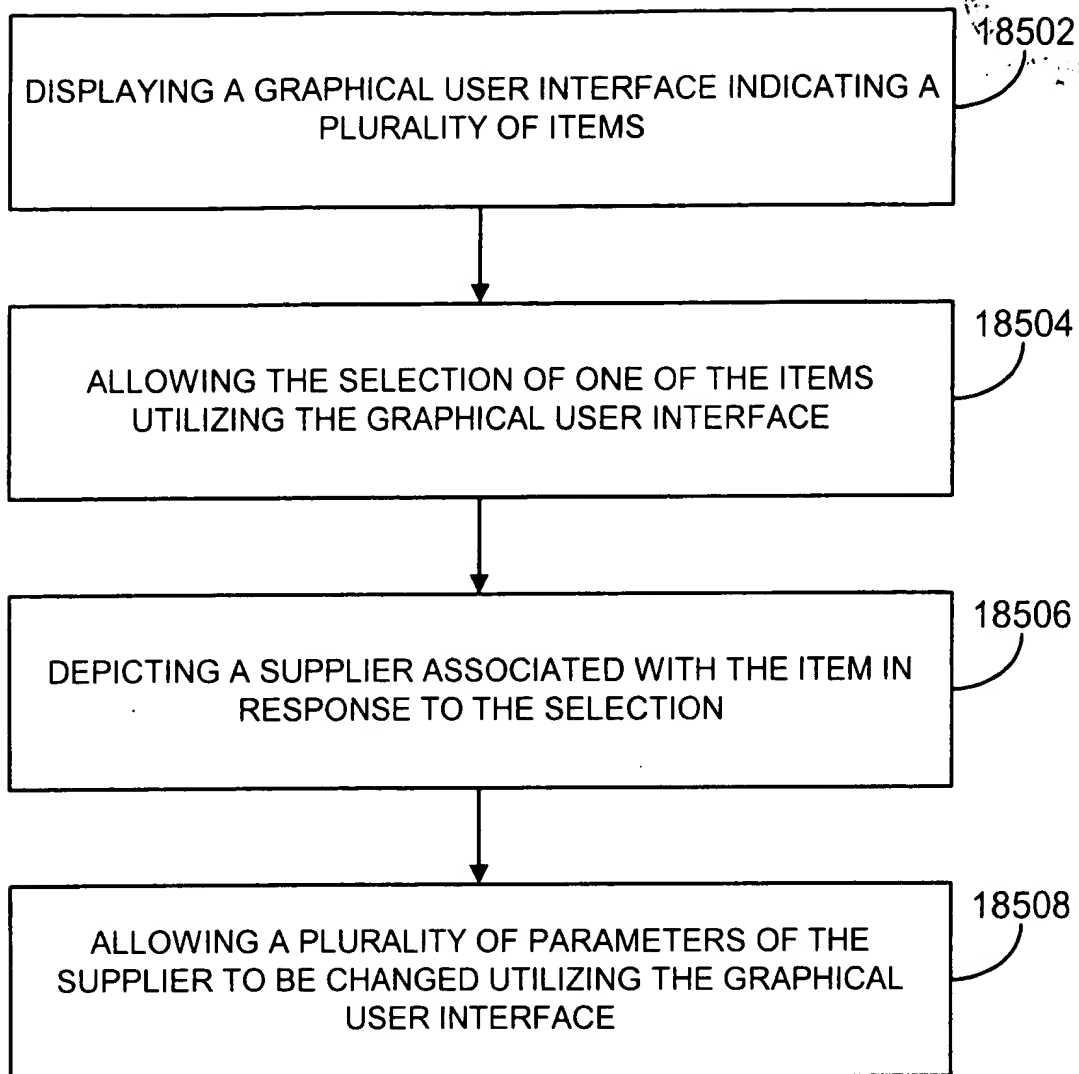 18502
DISPLAYING A GRAPHICAL USER INTERFACE INDICATING A
PLURALITY OF ITEMS
18504
ALLOWING THE SELECTION OF ONE OF THE ITEMS
UTILIZING THE GRAPHICAL USER INTERFACE
18506
DEPICTING A SUPPLIER ASSOCIATED WITH THE ITEM IN
RESPONSE TO THE SELECTION
18508
ALLOWING A PLURALITY OF PARAMETERS OF THE
SUPPLIER TO BE CHANGED UTILIZING THE GRAPHICAL
USER INTERFACE